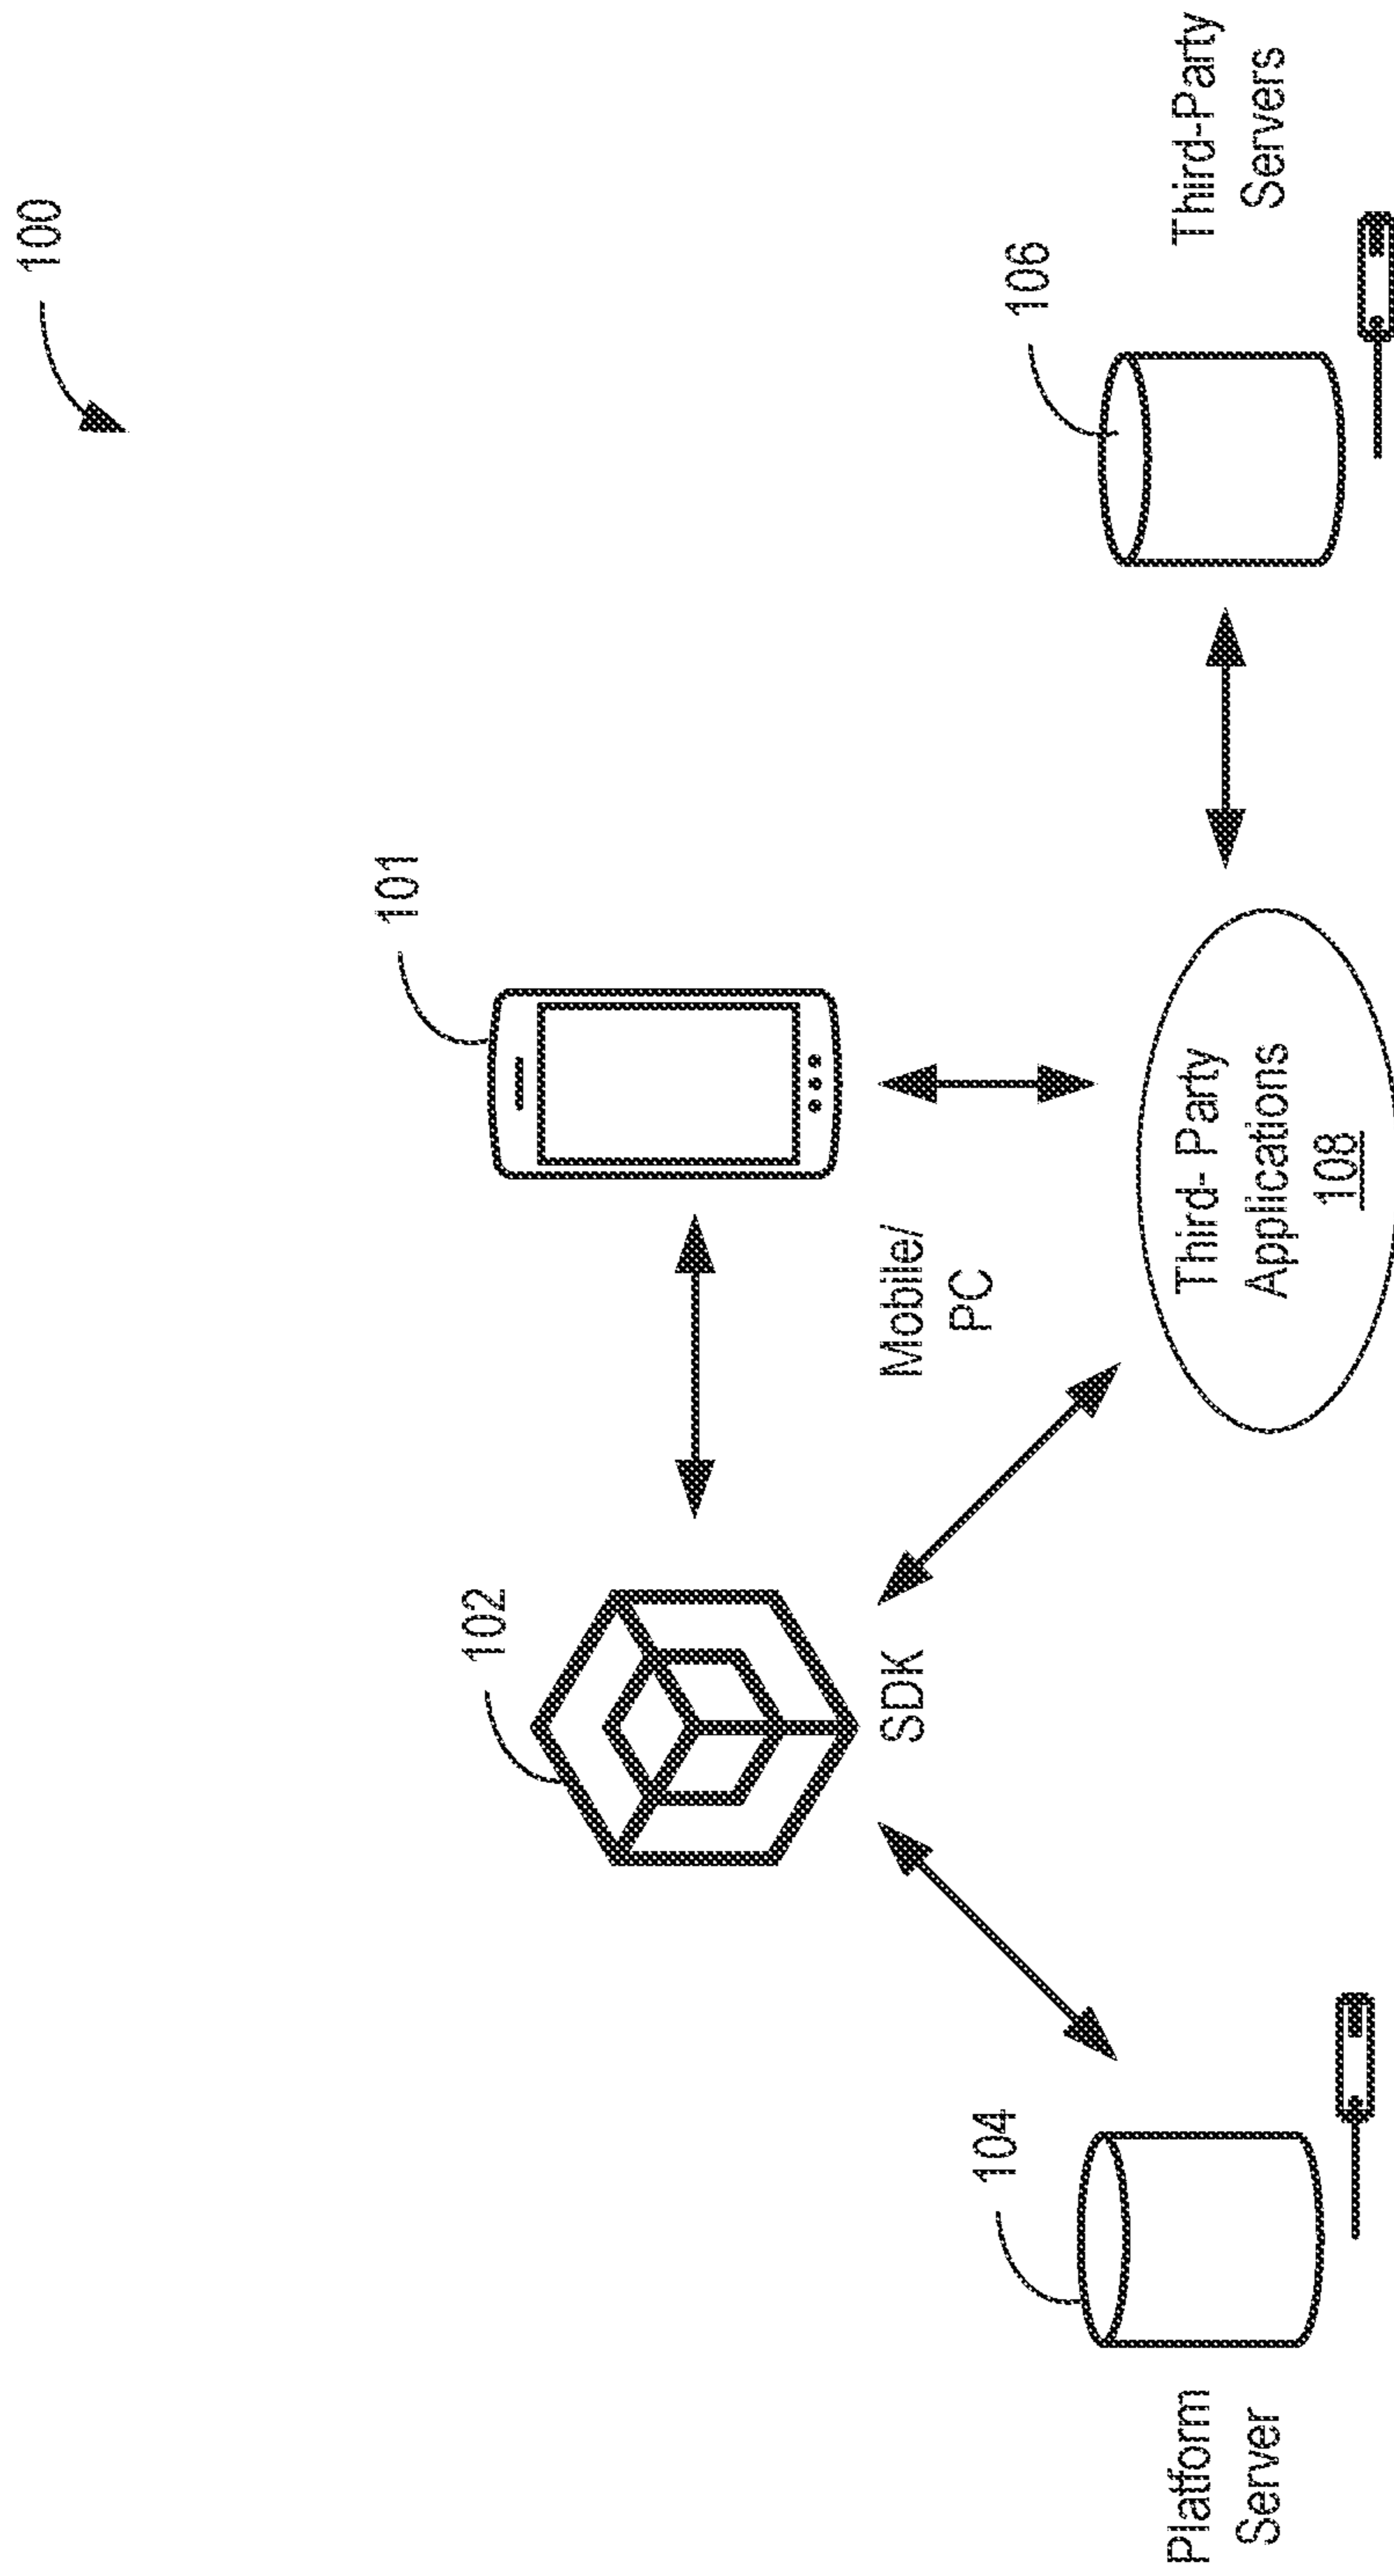 100
101
102
SDK
Mobile/
PC
104
Platform
Server
Third- Party
Applications
108
106
Third-Party
Servers